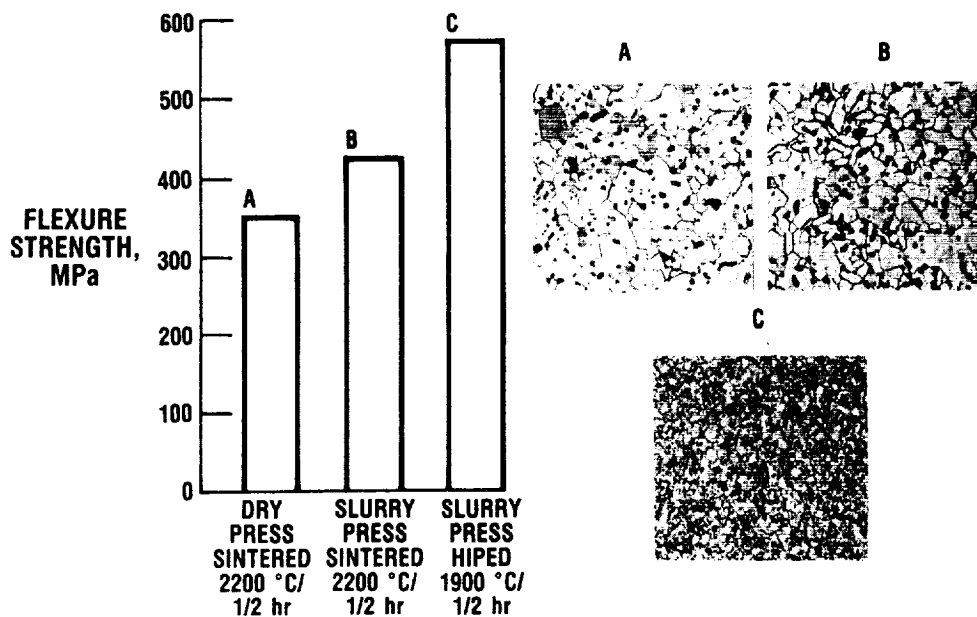 FLEXURE
STRENGTH,
MPa
600
500
400
300
200
100
0
A
B
C
DRY
PRESS
SINTERED
2200 °C/
1/2 hr
SLURRY
PRESS
SINTERED
2200 °C/
1/2 hr
SLURRY
PRESS
HIPED
1900 °C/
1/2 hr
A
B
C